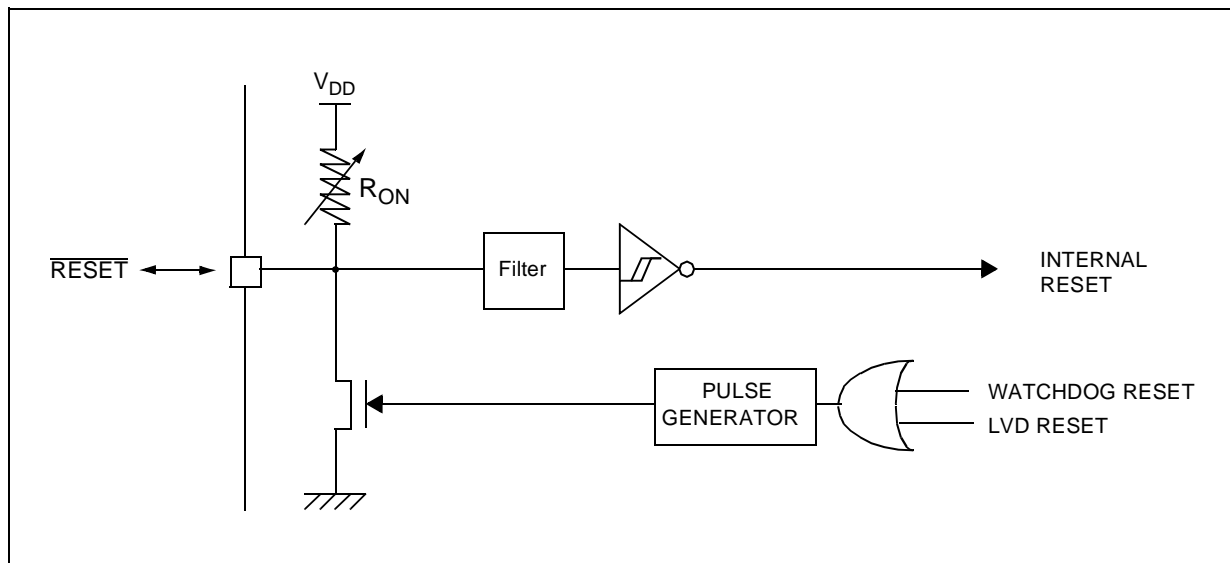 VDD
RON
RESET
Filter
INTERNAL
RESET
PULSE
GENERATOR
WATCHDOG RESET
LVD RESET